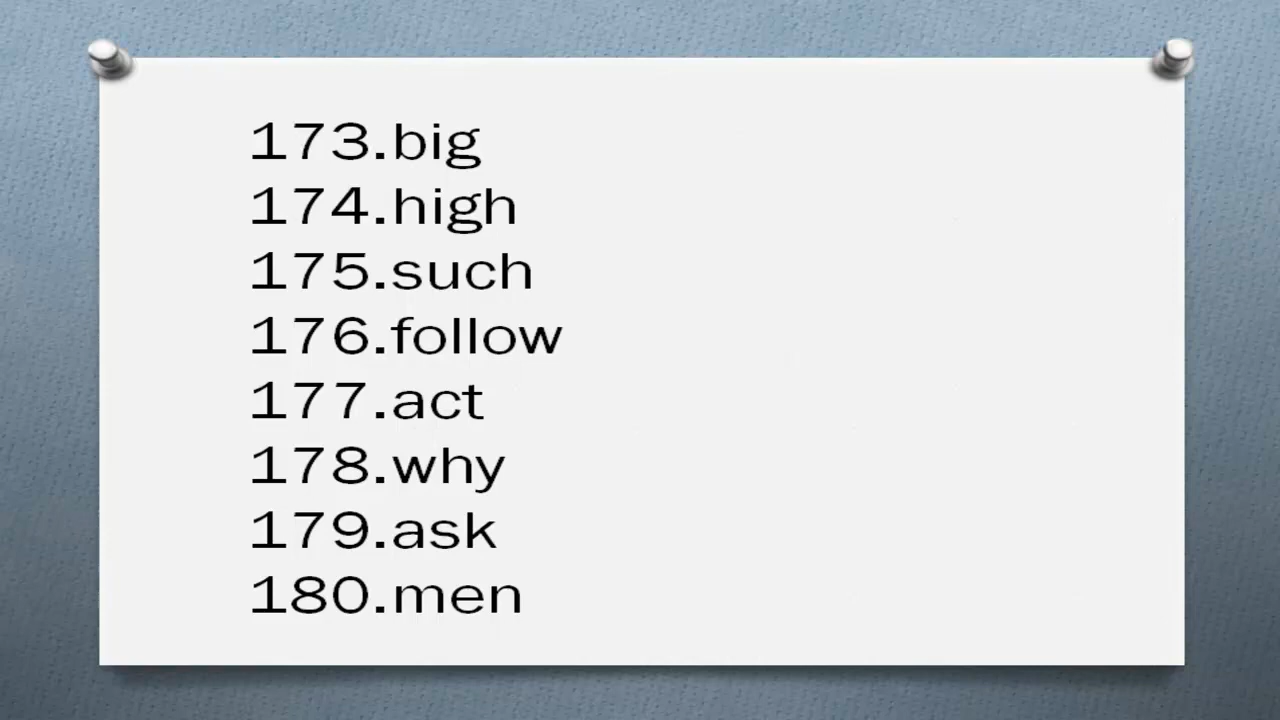 173.big
174.high
175.such
176.follow
177.act
178.why
179.ask
180.men